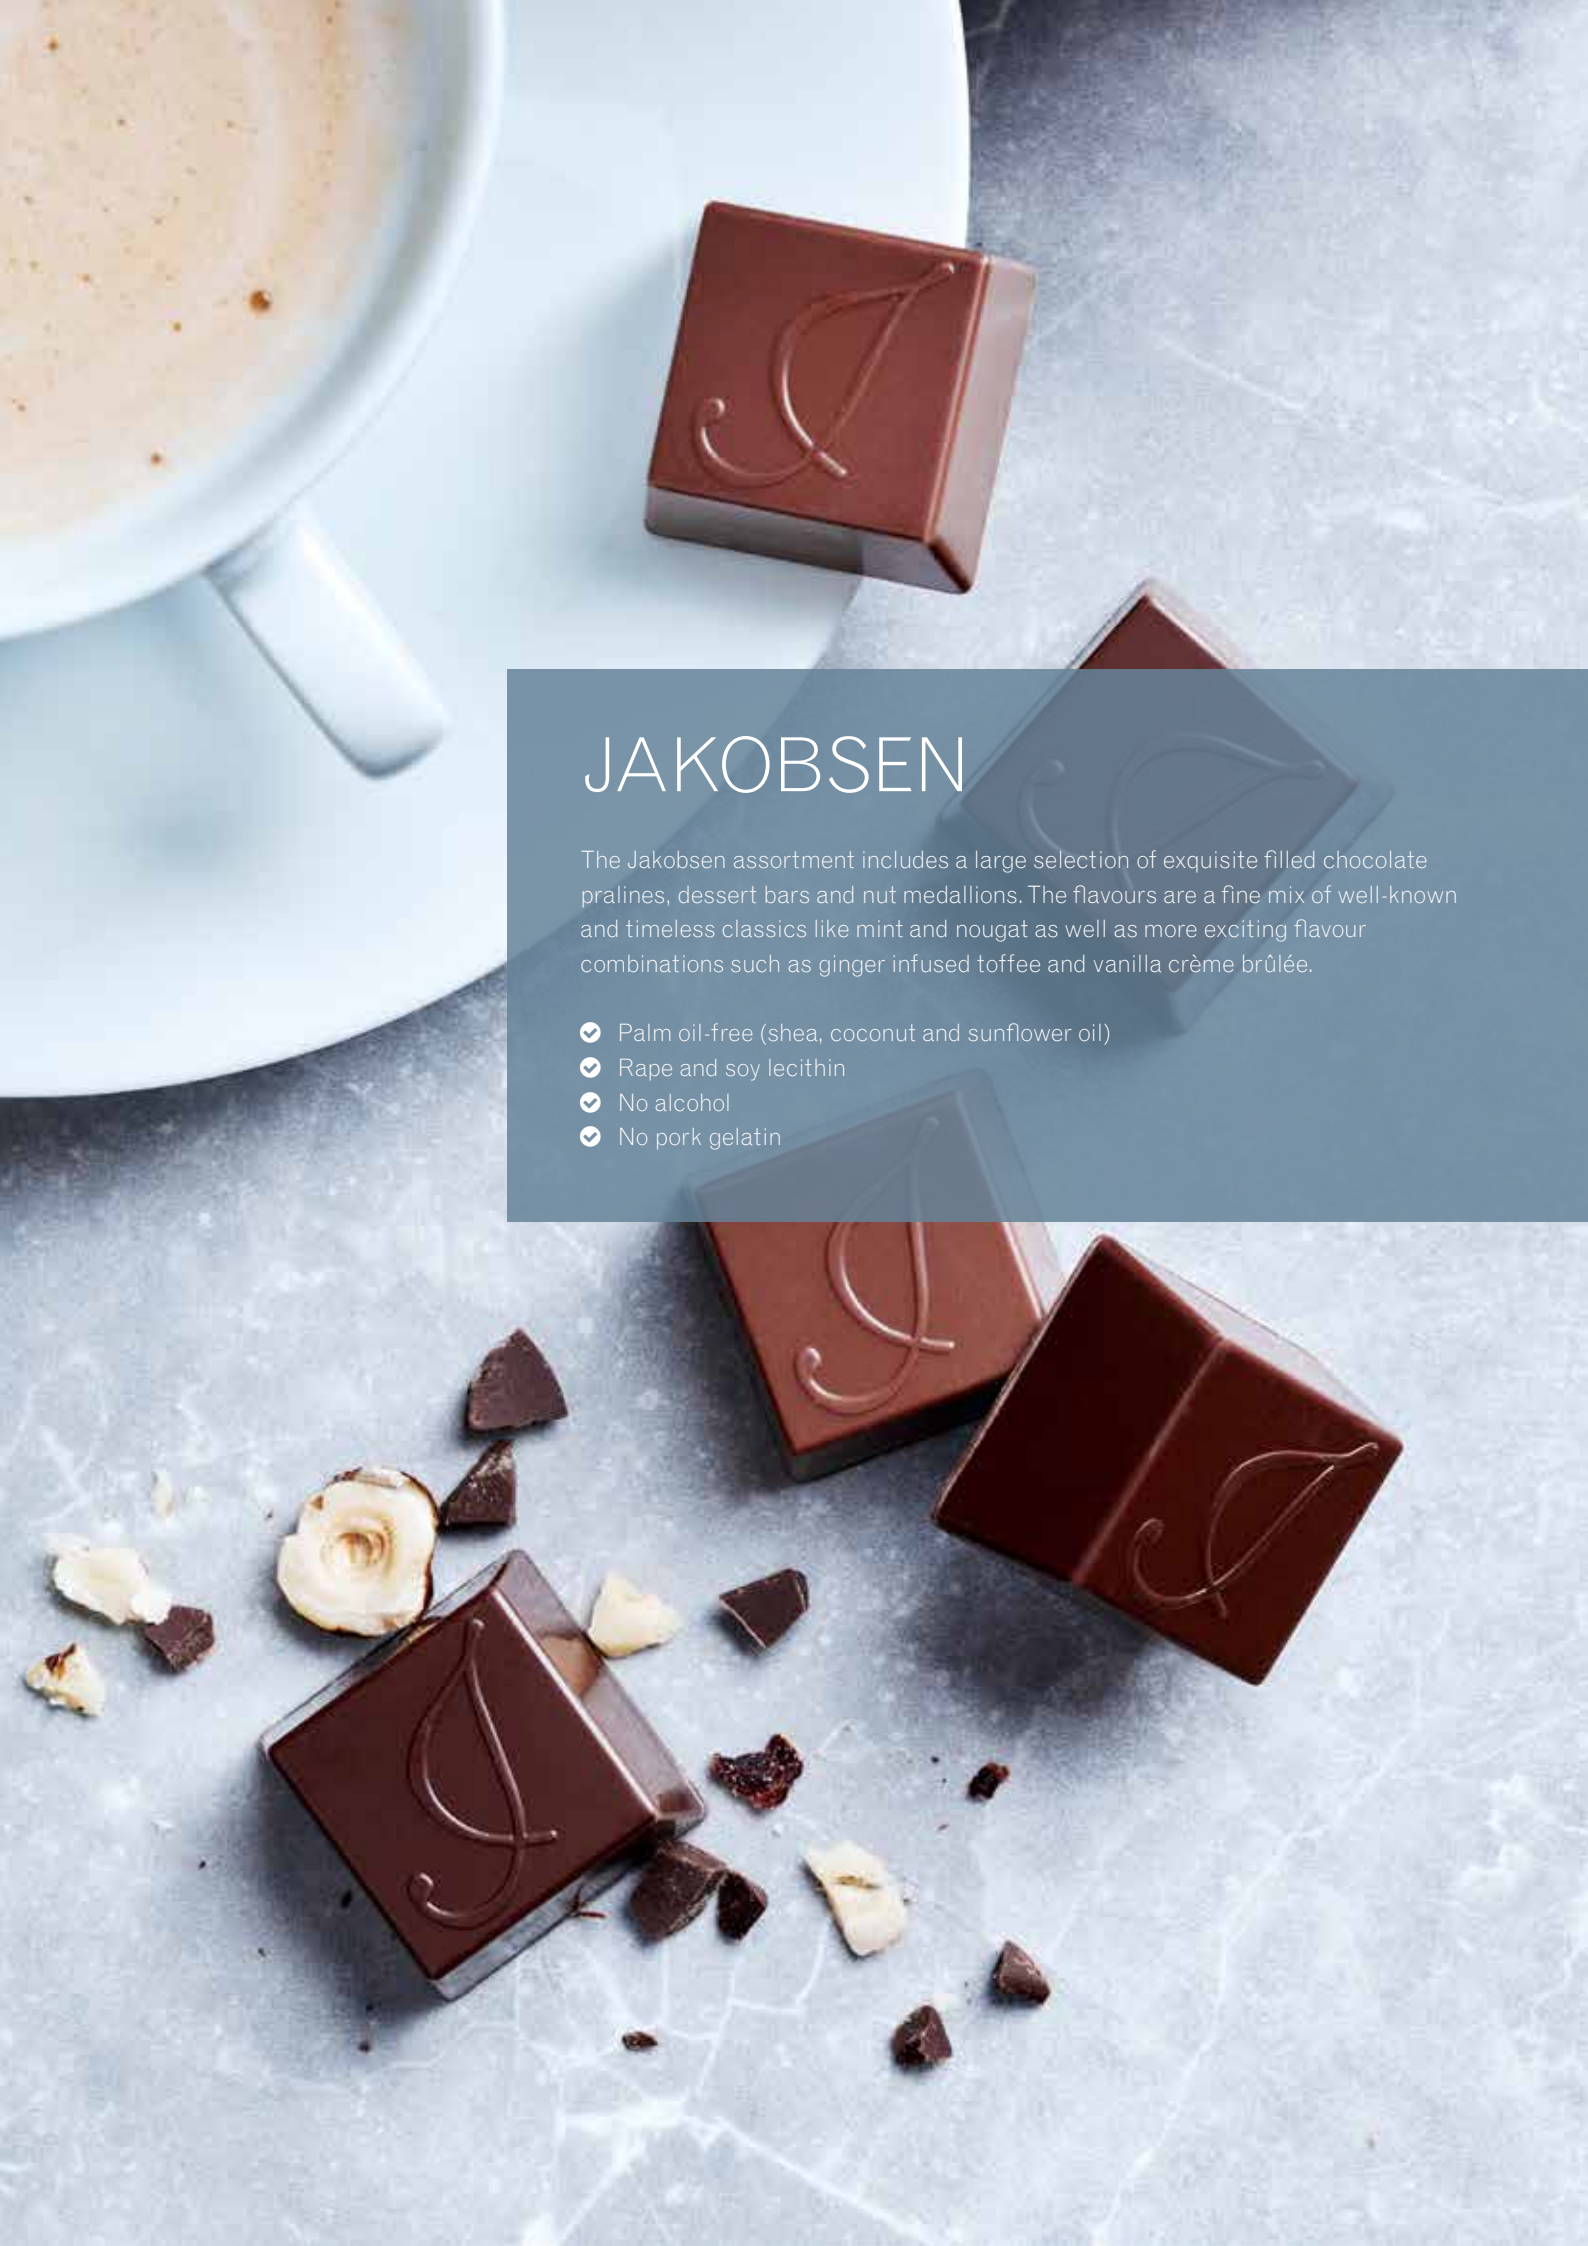 JAKOBSEN
The Jakobsen assortment includes a large selection of exquisite filled chocolate
pralines, dessert bars and nut medallions. The flavours are a fine mix of well-known
and timeless classics like mint and nougat as well as more exciting flavour
combinations such as ginger infused toffee and vanilla crème brûlée.
Palm oil-free (shea, coconut and sunflower oil)
Rape and soy lecithin
No alcohol
No pork gelatin